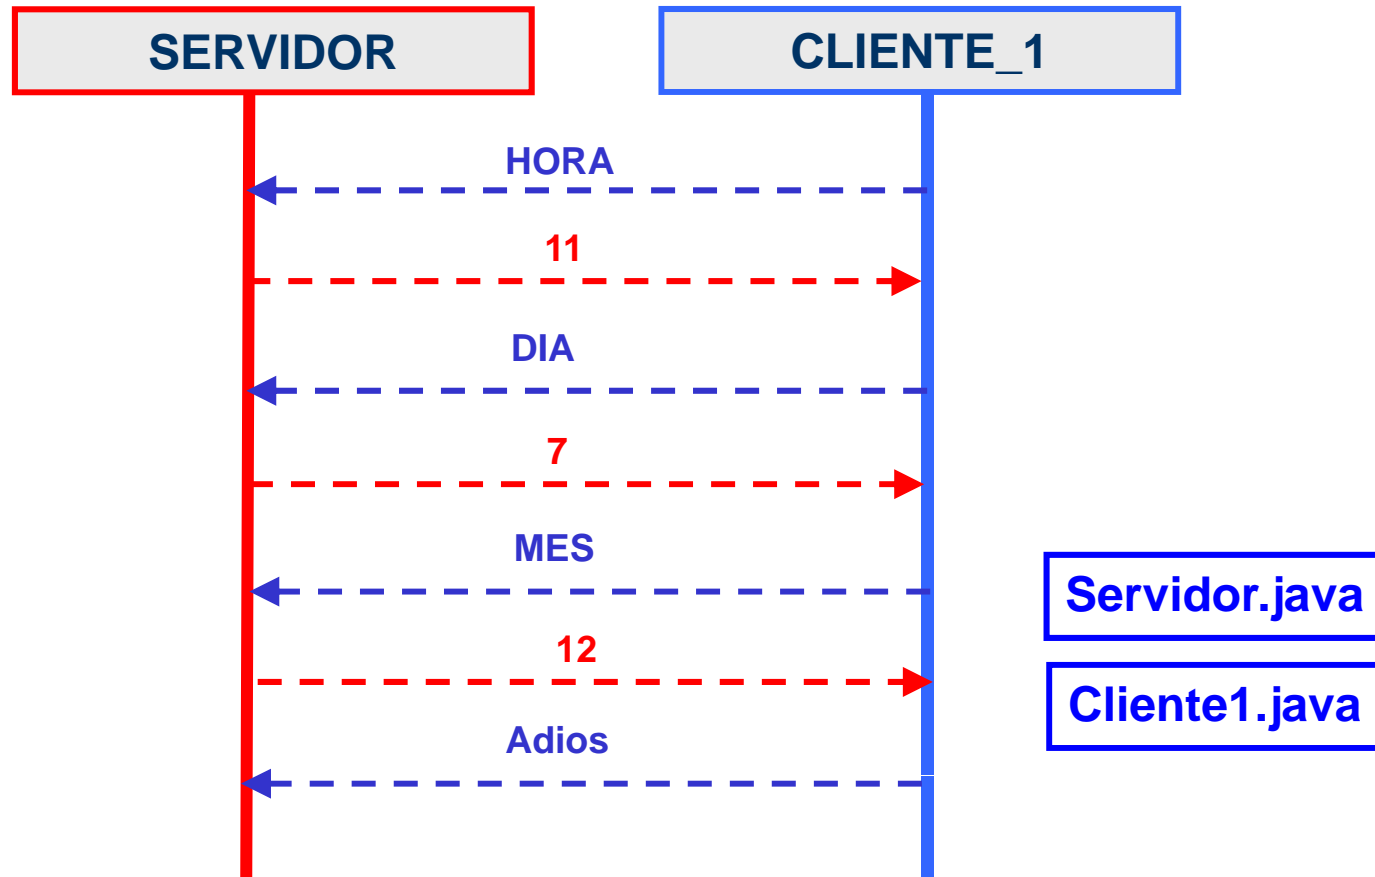 SERVIDOR
CLIENTE_1
HORA
11
DIA
7
MES
12
Adios
Servidor.java
Cliente1.java